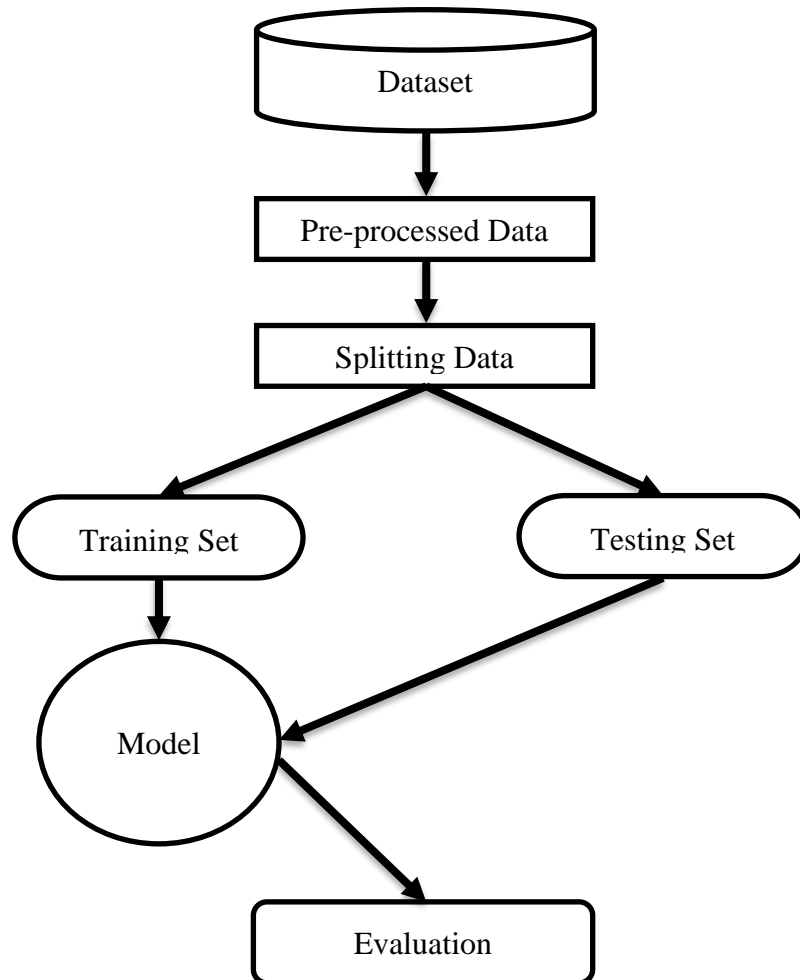 Dataset
Pre-processed Data
Splitting Data
Training Set
Testing Set
Model
Evaluation